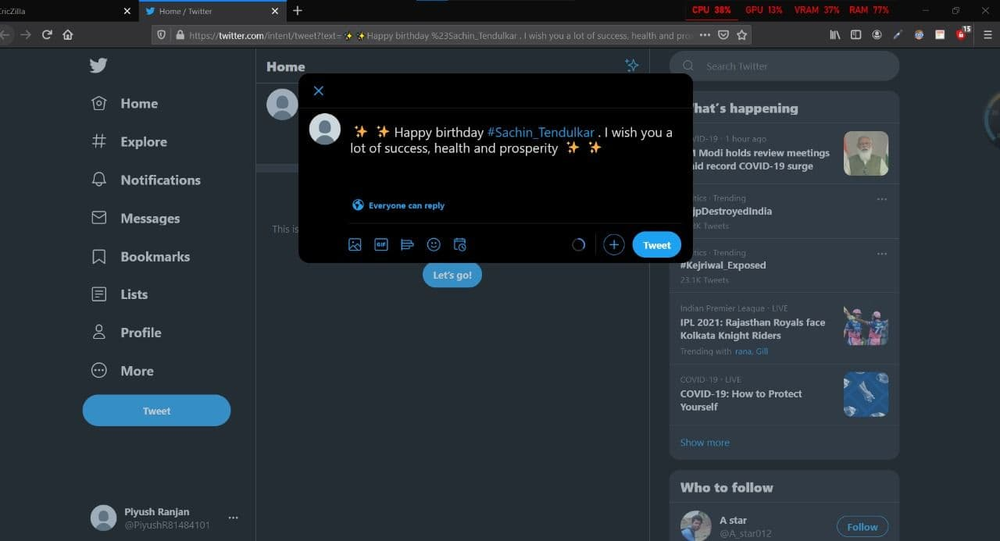 ricZilla
Home / Twitter
CPU 38% GPU 13% VRAM 37% RAM 77%
https://twitter.com/intent/tweet?text=✨ ✨Happy birthday %23Sachin_Tendulkar . I wish you a lot of success, health and pro
15
Home
Search Twitter
Home
Explore
Notifications
Messages
Bookmarks
Lists
Profile
More
Tweet
✨ ✨ Happy birthday #Sachin_Tendulkar . I wish you a
lot of success, health and prosperity ✨ ✨
Everyone can reply
GIF
Tweet
This is
Let's go!
hat's happening
VID-19 · 1 hour ago
M Modi holds review meetings
id record COVID-19 surge
tics · Trending
jpDestroyedIndia
K Tweets
tics · Trending
#Kejriwal_Exposed
23.1K Tweets
Indian Premier League · LIVE
IPL 2021: Rajasthan Royals face
Kolkata Knight Riders
Trending with rana, Gill
COVID-19 · LIVE
COVID-19: How to Protect
Yourself
Show more
Who to follow
A star
@A_star012
Follow
Piyush Ranjan
@PiyushR81484101